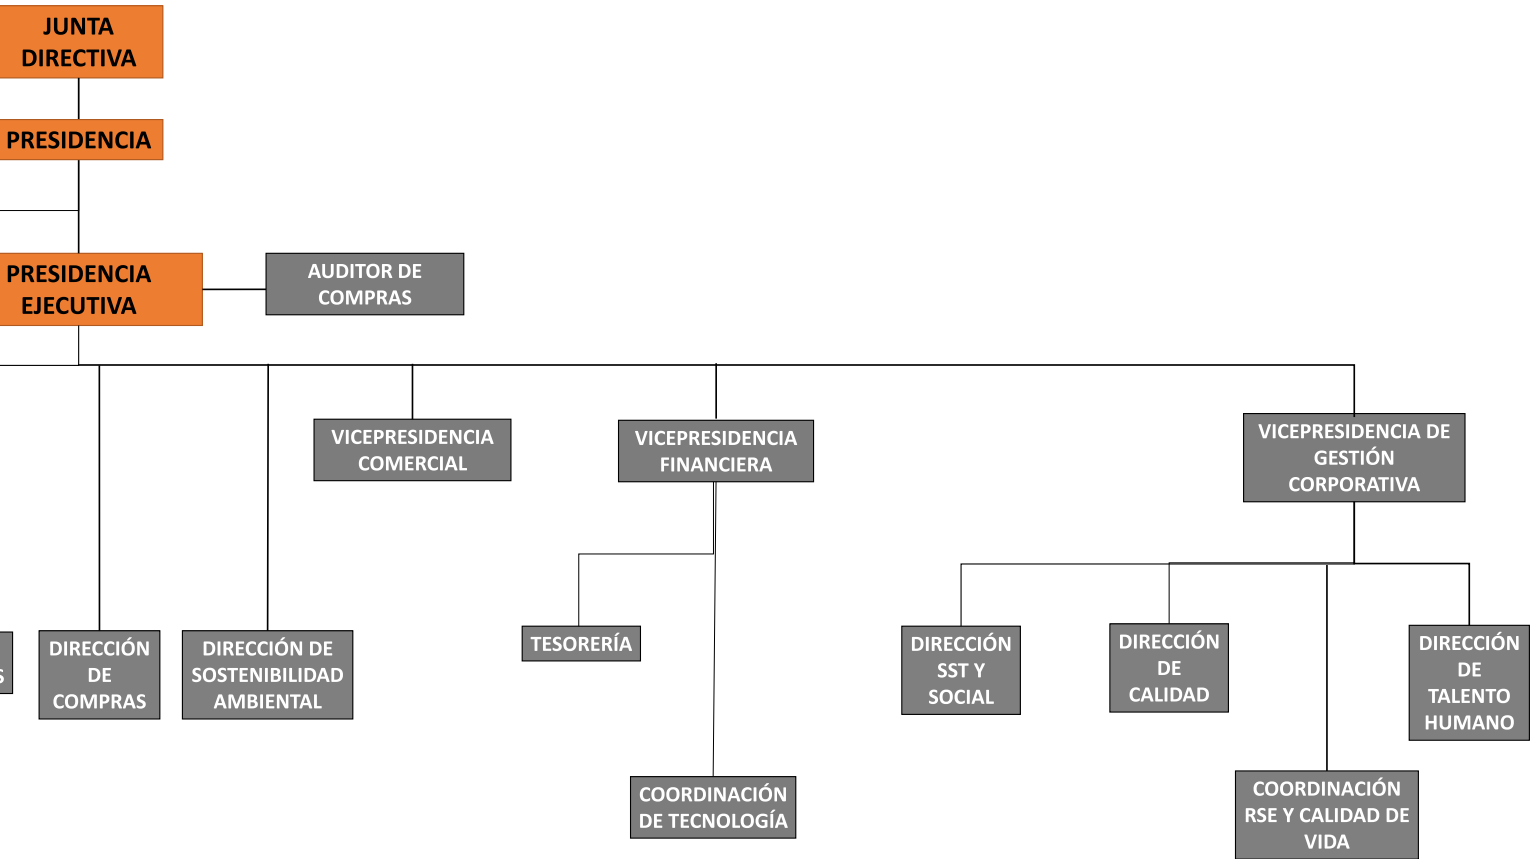 JUNTA
DIRECTIVA
PRESIDENCIA
PRESIDENCIA
EJECUTIVA
AUDITOR DE
COMPRAS
VICEPRESIDENCIA
COMERCIAL
VICEPRESIDENCIA
FINANCIERA
VICEPRESIDENCIA DE
GESTIÓN
CORPORATIVA
DIRECCIÓN
DE
COMPRAS
DIRECCIÓN DE
SOSTENIBILIDAD
AMBIENTAL
TESORERÍA
DIRECCIÓN
SST Y
SOCIAL
DIRECCIÓN
DE
CALIDAD
DIRECCIÓN
DE
TALENTO
HUMANO
COORDINACIÓN
DE TECNOLOGÍA
COORDINACIÓN
RSE Y CALIDAD DE
VIDA